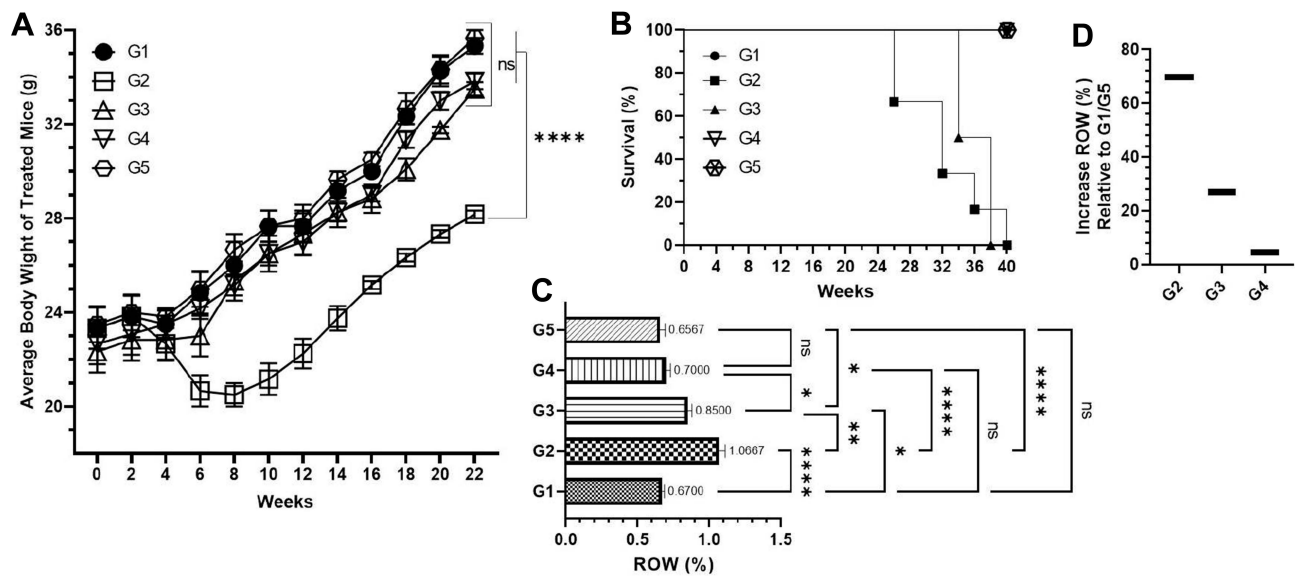 A
36
32
28
24
20
Average Body Wight of Treated Mice (g)
G1
G2
G3
G4
G5
ns
****
0 2 4 6 8 10 12 14 16 18 20 22
Weeks
B
100
80
60
40
20
0
Survival (%)
G1
G2
G3
G4
G5
0 4 8 12 16 20 24 28 32 36 40
Weeks
D
80
60
40
20
0
Increase ROW (%)
Relative to G1/G5
G2 G3 G4
C
G5 0.6567
G4 0.7000
G3 0.8500
G2 1.0667
G1 0.6700
ns
*
****
*
**
*
****
ns
****
ns
0.0 0.5 1.0 1.5
ROW (%)